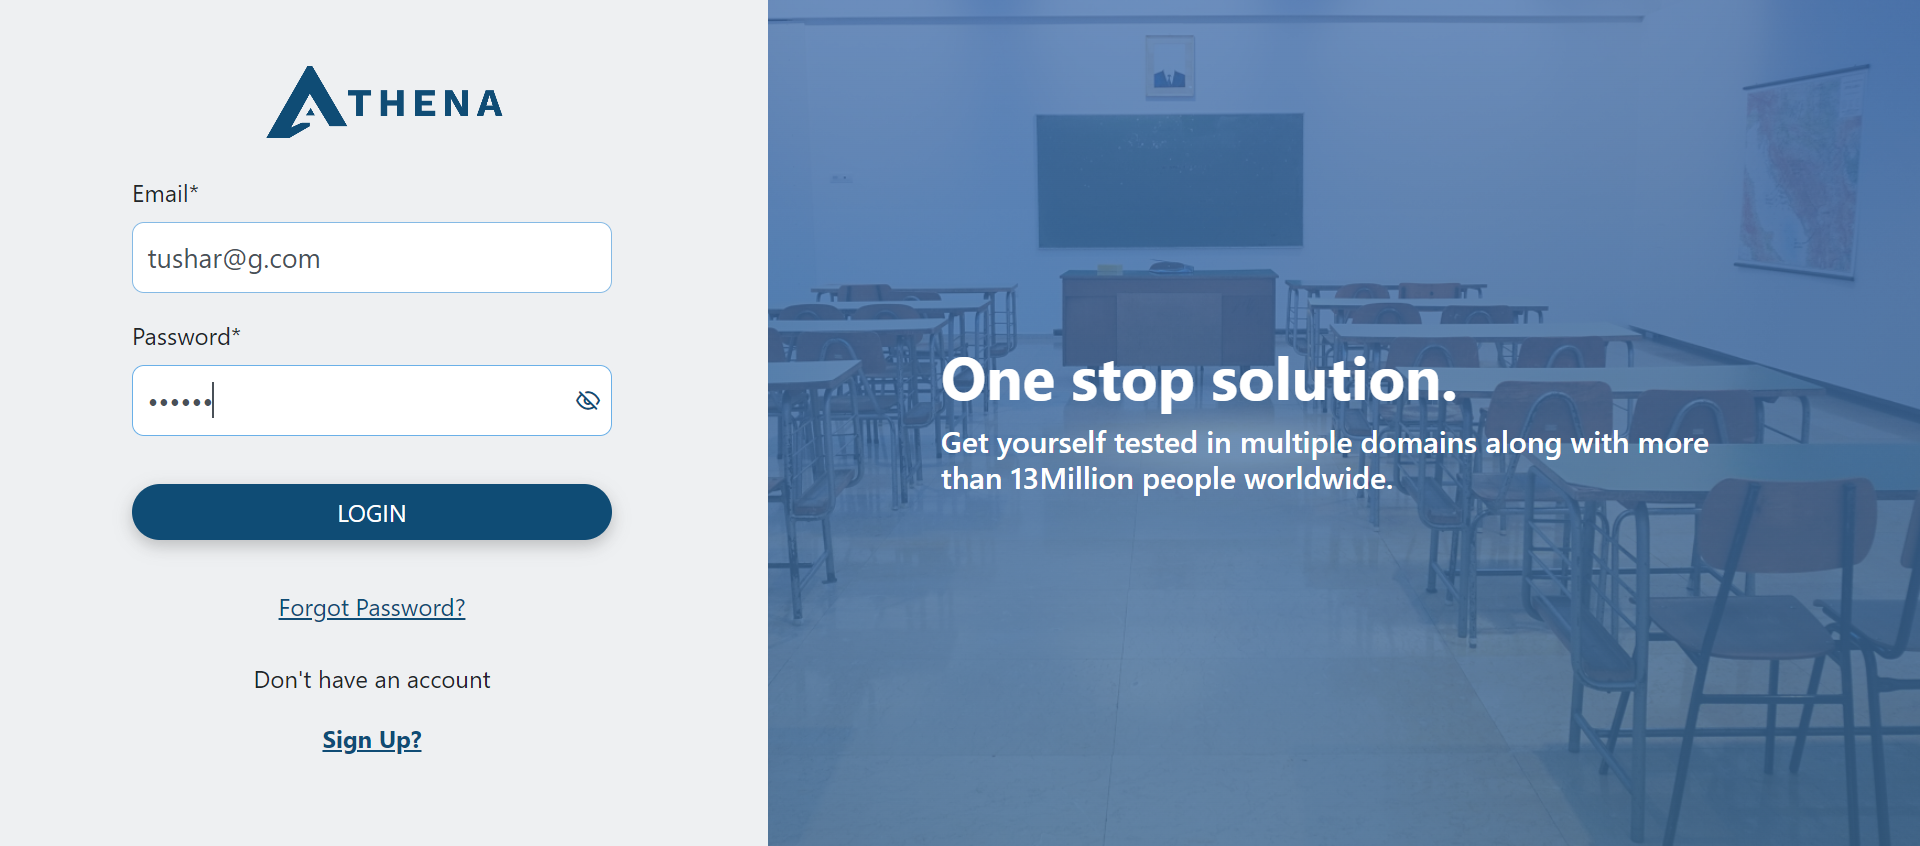 ATHENA
Email*
tushar@g.com
Password*
••••••
LOGIN
Forgot Password?
Don't have an account
Sign Up?
One stop solution.
Get yourself tested in multiple domains along with more
than 13Million people worldwide.